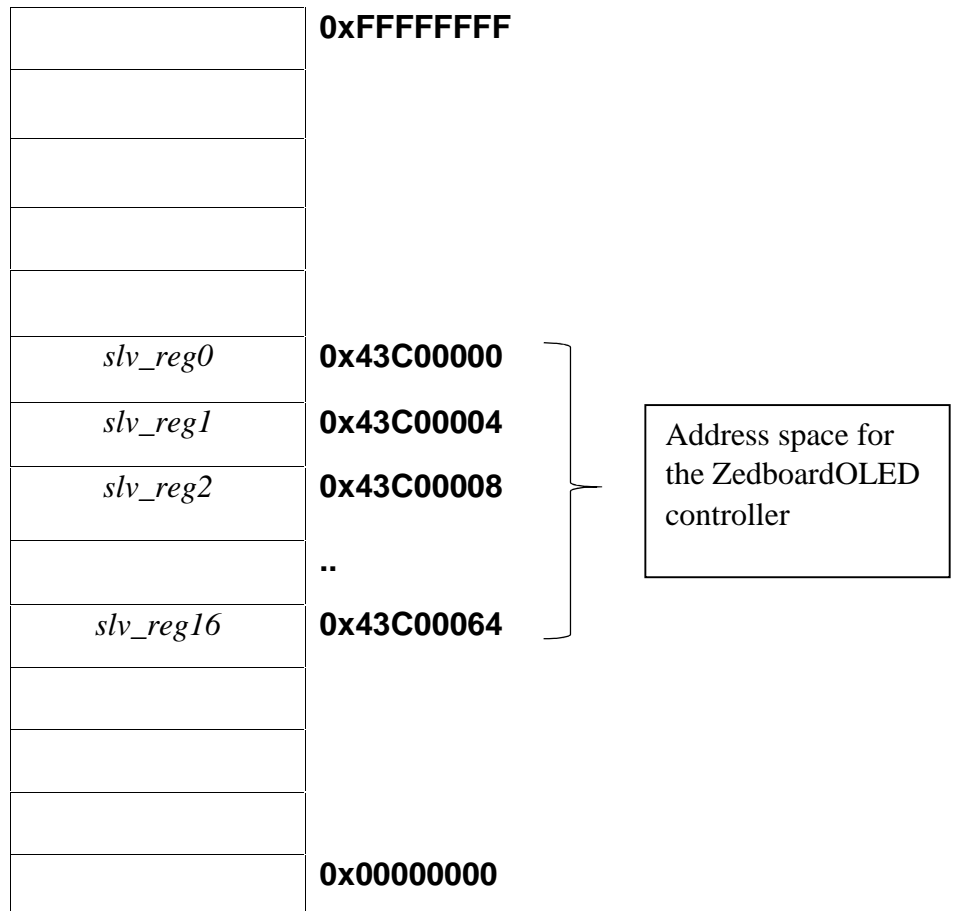 0xFFFFFFFF
slv_reg0 0x43C00000
slv_reg1 0x43C00004
slv_reg2 0x43C00008
..
slv_reg16 0x43C00064
Address space for
the ZedboardOLED
controller
0x00000000